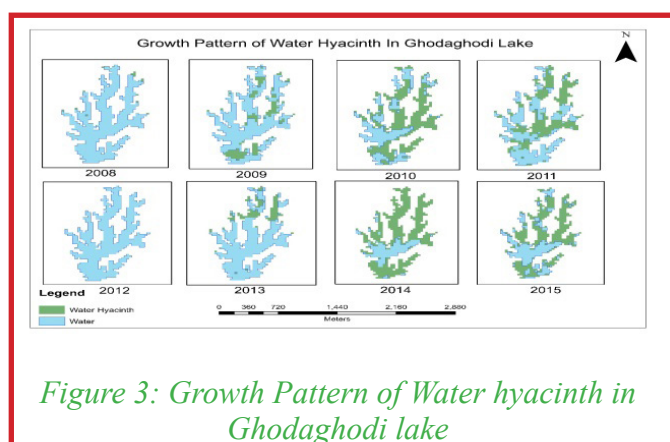 Growth Pattern of Water Hyacinth In Ghodaghodi Lake
N
2008 2009 2010 2011
2012 2013 2014 2015
Legend
Water Hyacinth
Water
0 360 720 1,440 2,160 2,880
Meters
Figure 3: Growth Pattern of Water hyacinth in
Ghodaghodi lake